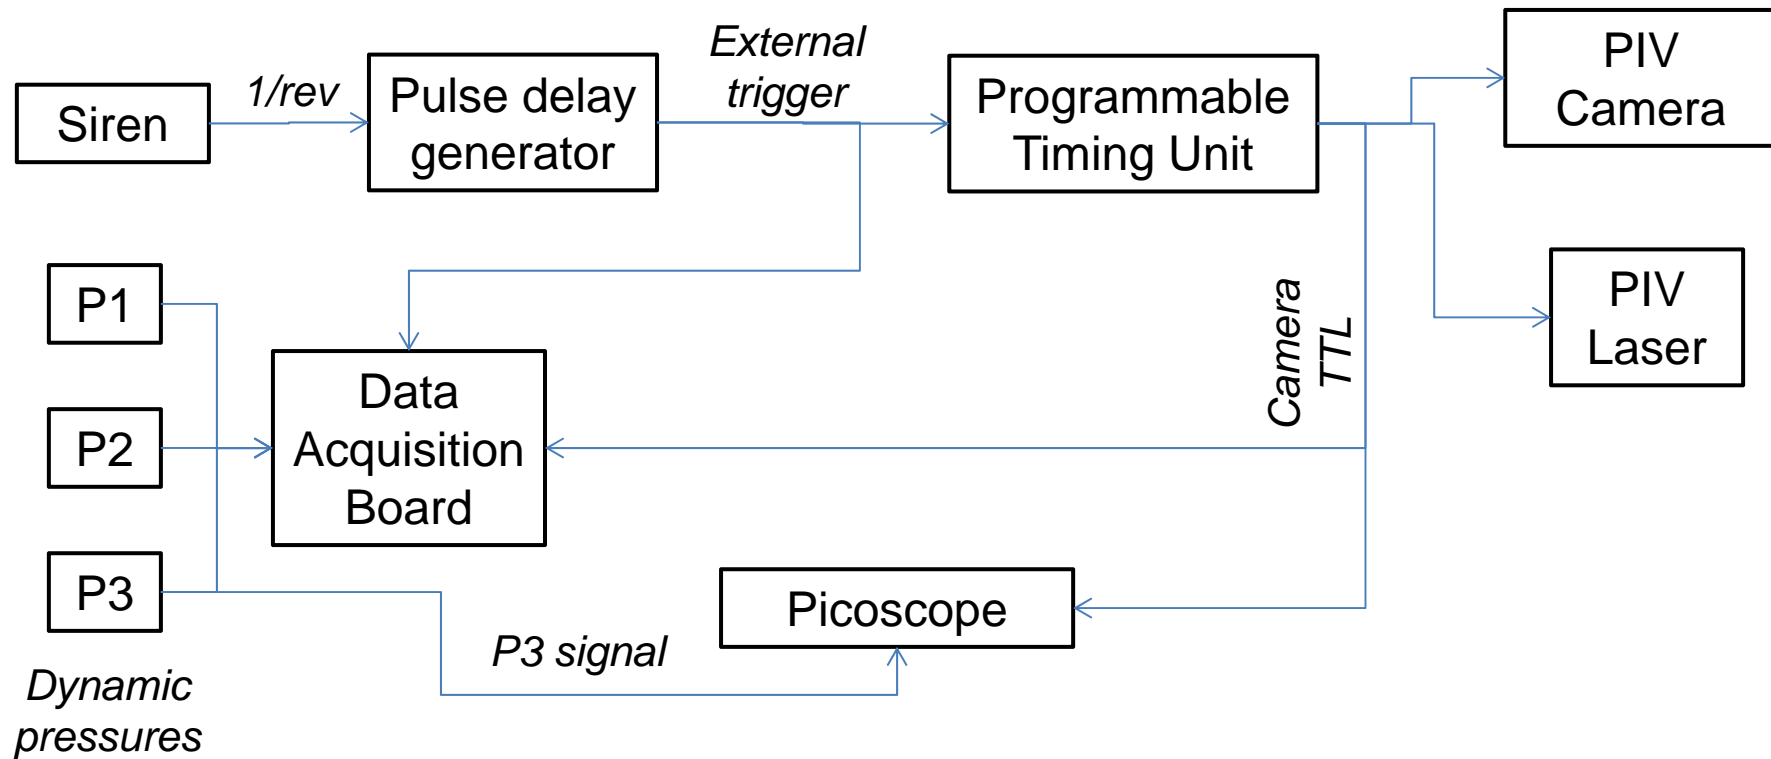 Siren
1/rev
Pulse delay
generator
External
trigger
Programmable
Timing Unit
PIV
Camera
PIV
Laser
P1
P2
P3
Dynamic
pressures
Data
Acquisition
Board
Camera
TTL
Picoscope
P3 signal